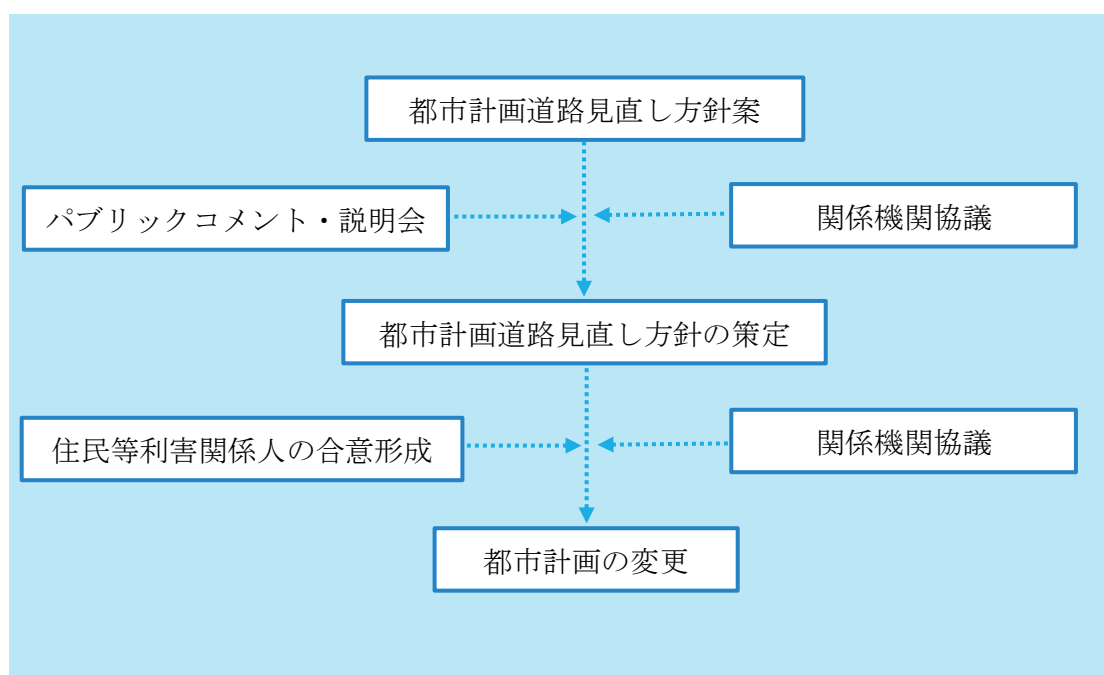 都市計画道路見直し方針案
パブリックコメント・説明会
関係機関協議
都市計画道路見直し方針の策定
住民等利害関係人の合意形成
関係機関協議
都市計画の変更